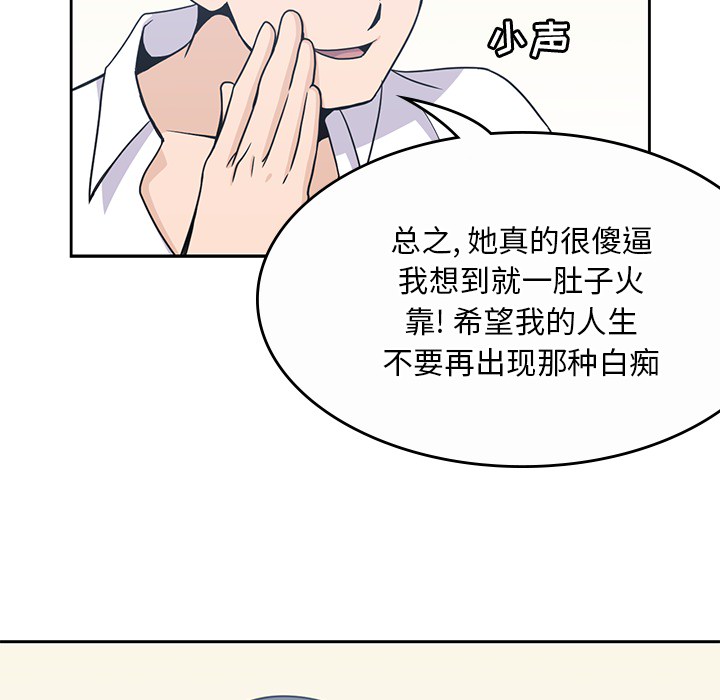 小声
总之, 她真的很傻逼
我想到就一肚子火
靠! 希望我的人生
不要再出现那种白痴